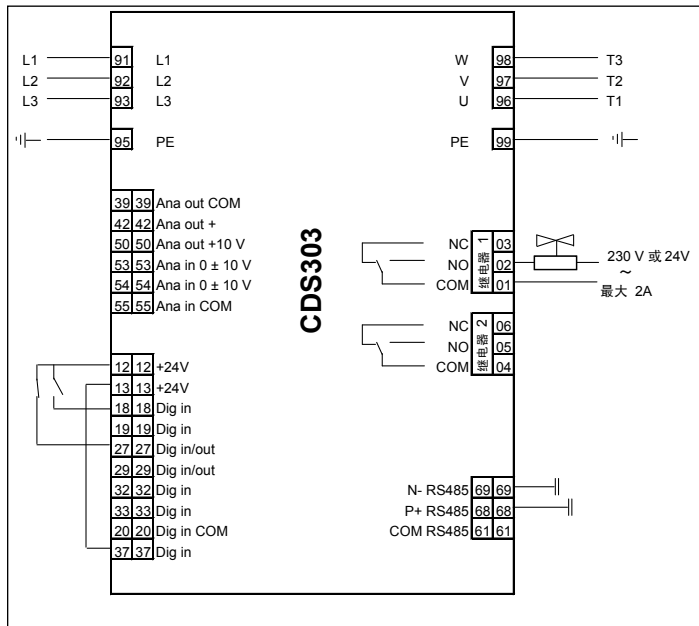 L1 91 L1
L2 92 L2
L3 93 L3
95 PE
39 39 Ana out COM
42 42 Ana out +
50 50 Ana out +10 V
53 53 Ana in 0 ± 10 V
54 54 Ana in 0 ± 10 V
55 55 Ana in COM
12 12 +24V
13 13 +24V
18 18 Dig in
19 19 Dig in
27 27 Dig in/out
29 29 Dig in/out
32 32 Dig in
33 33 Dig in
20 20 Dig in COM
37 37 Dig in
CDS303
W 98 T3
V 97 T2
U 96 T1
PE 99
继电器 1
NC 03
NO 02
COM 01
230 V 或 24V
~
最大 2A
继电器 2
NC 06
NO 05
COM 04
N- RS485 69 69
P+ RS485 68 68
COM RS485 61 61